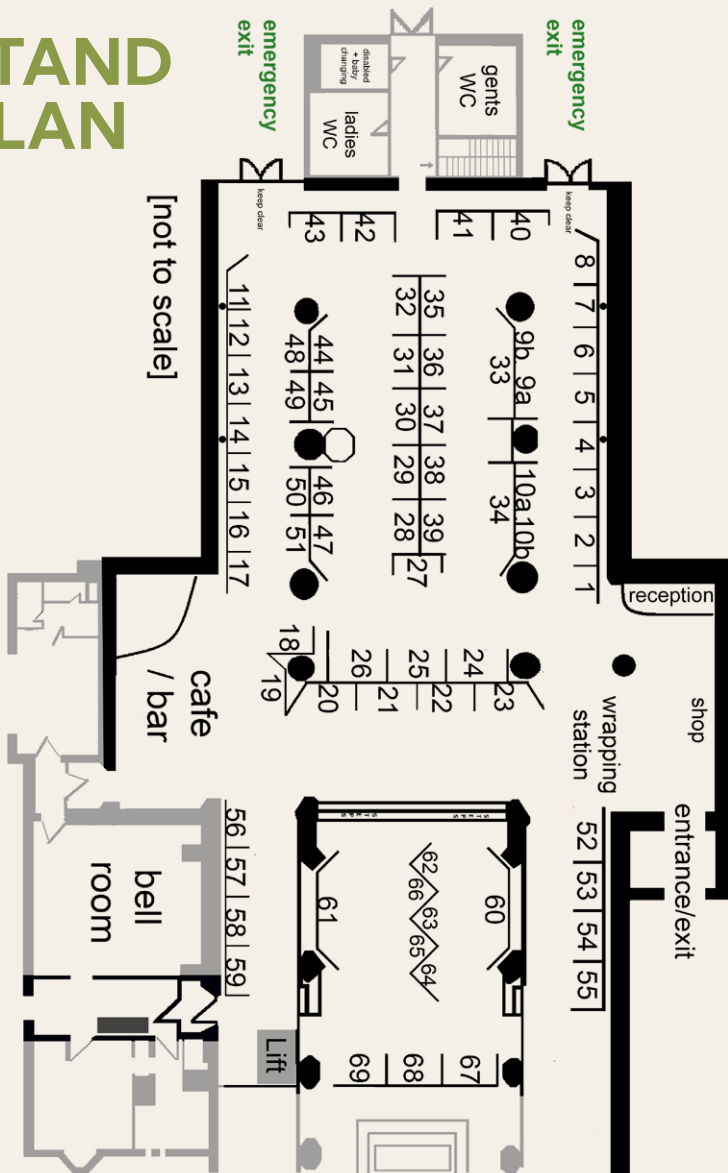 TAND
LAN
emergency
exit
emergency
exit
disabled
+ baby
changing
ladies
WC
gents
WC
keep clear
keep clear
[not to scale]
43 42
41 40
8
7
6
5
4
3
2
1
11
12
13
14
15
16
17
44
45
48
49
46
47
50
51
32
31
30
29
28
35
36
37
38
39
27
9b 9a
33
10a 10b
34
reception
shop
wrapping
station
entrance/exit
18
19
20
26
21
25
22
24
23
cafe
/ bar
bell
room
56
57
58
59
52
53
54
55
STEPS
STEPS
60
61
62
66
63
65
64
Lift
69 68 67